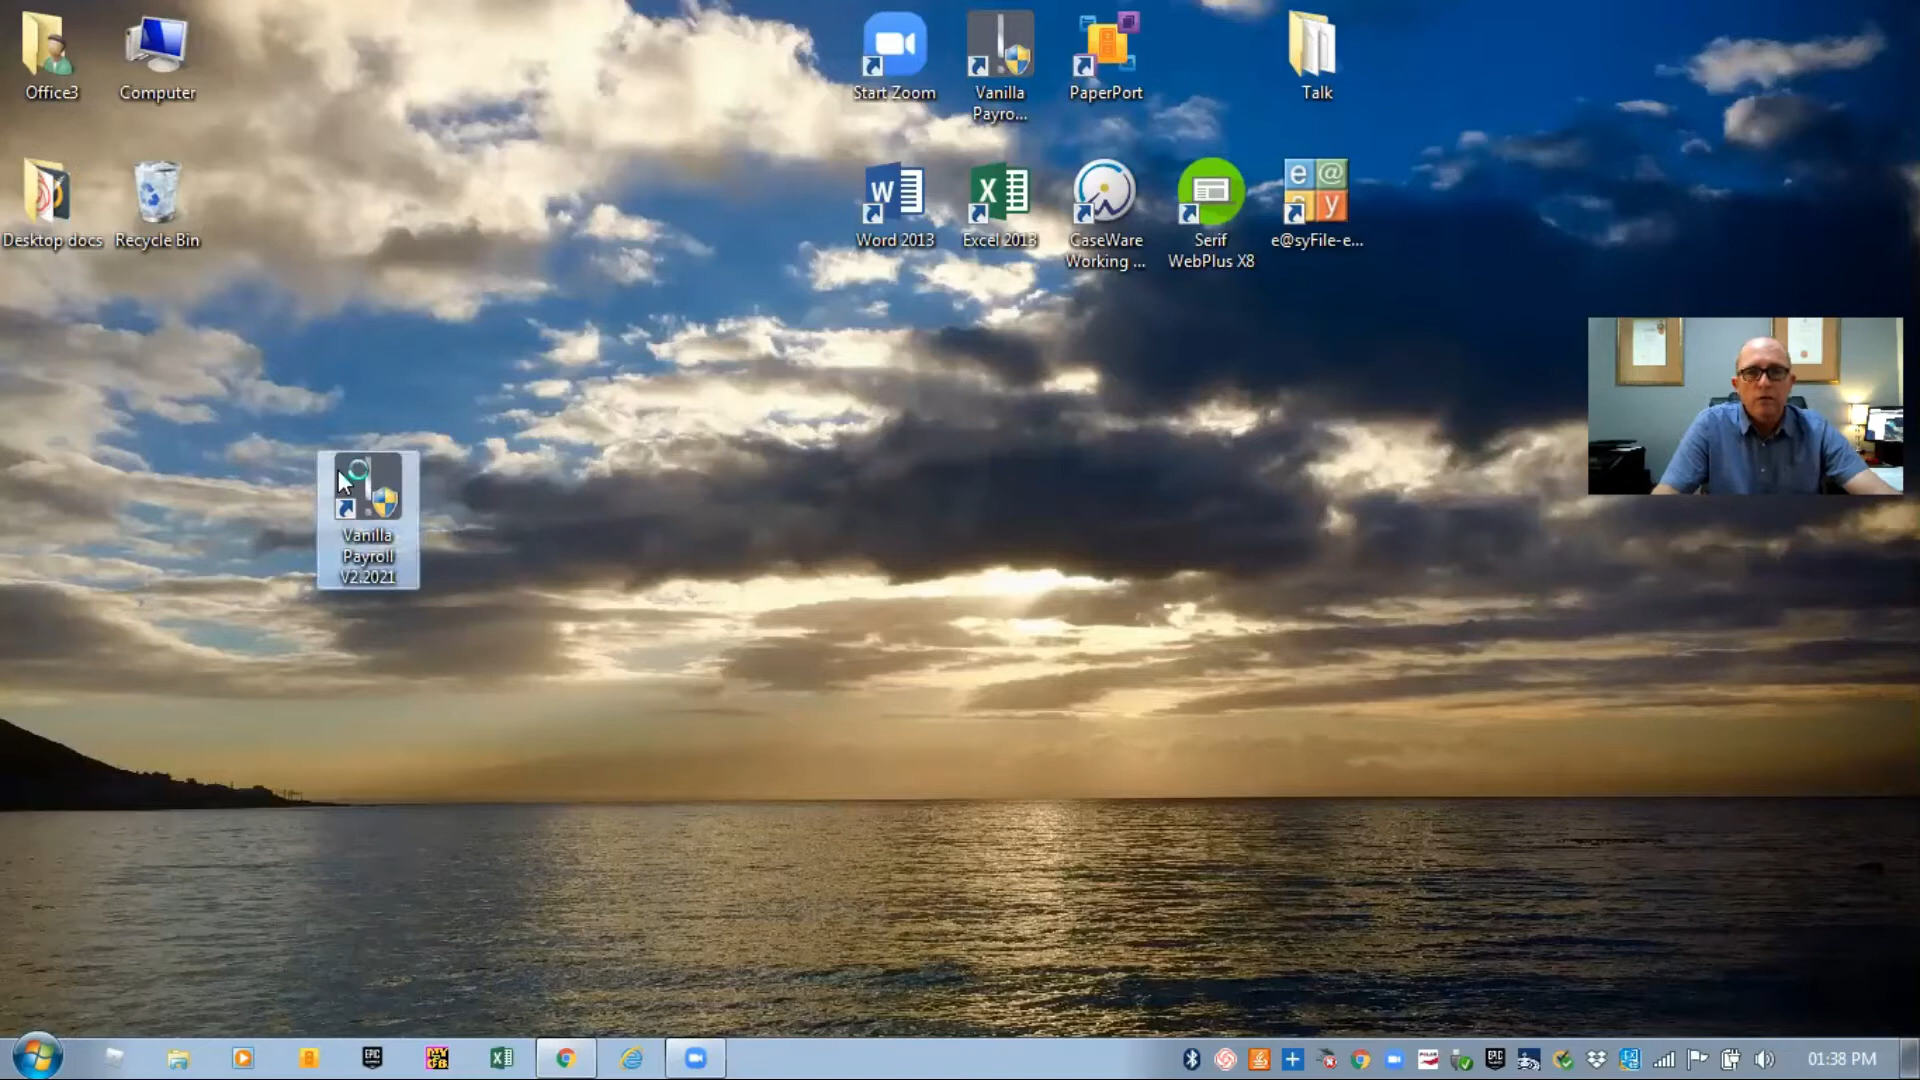 Office3
Computer
Start Zoom
Vanilla
Payro...
PaperPort
Talk
Desktop docs
Recycle Bin
Word 2013
Excel 2013
CaseWare
Working ...
Serif
WebPlus X8
e@syFile-e...
Vanilla
Payroll
V2.2021
EPIC
01:38 PM